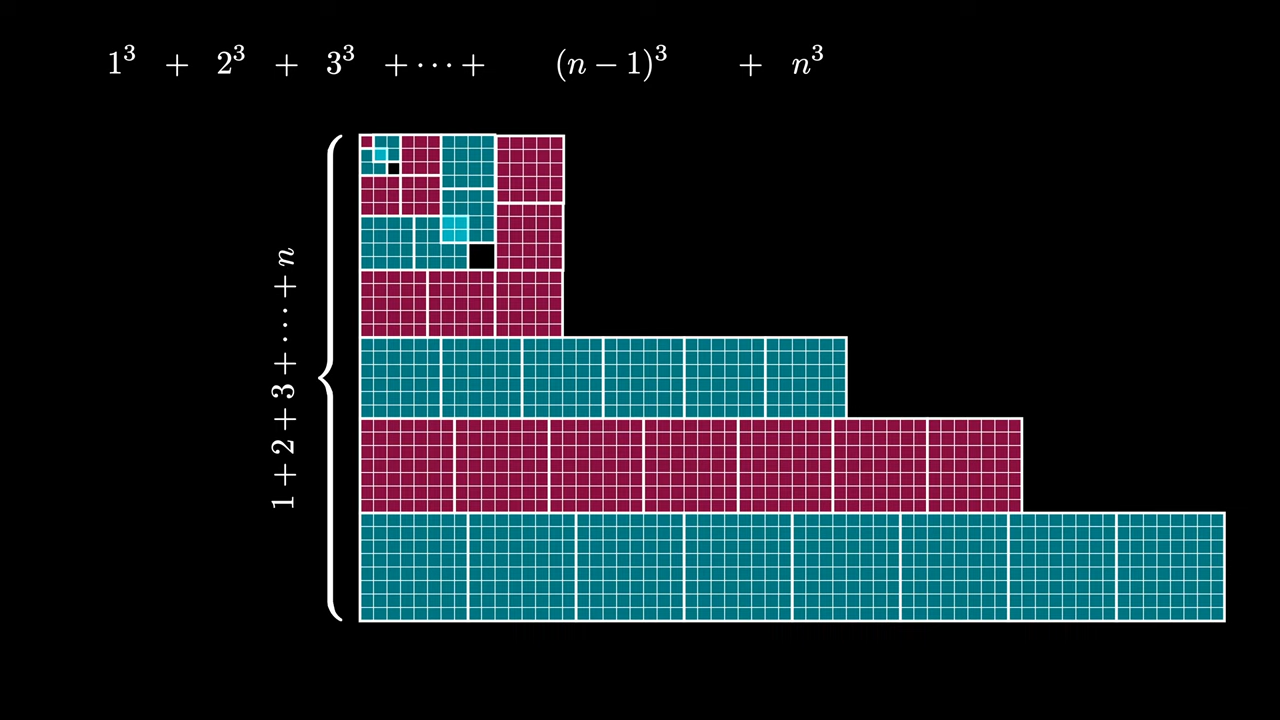 1³ + 2³ + 3³ + ⋯ + (n − 1)³ + n³
1 + 2 + 3 + ⋯ + n